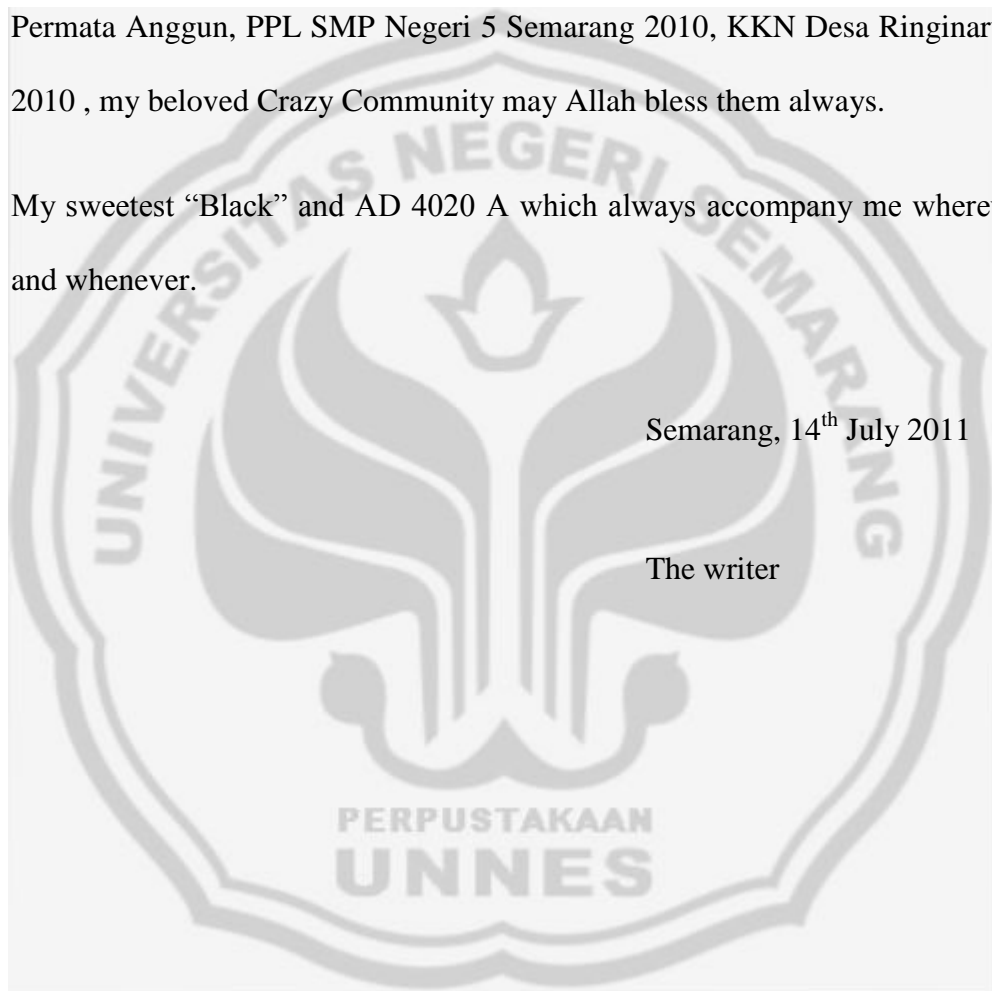 Permata Anggun, PPL SMP Negeri 5 Semarang 2010, KKN Desa Ringinar
2010 , my beloved Crazy Community may Allah bless them always.
My sweetest “Black” and AD 4020 A which always accompany me where
and whenever.
Semarang, 14th July 2011
The writer
UNIVERSITAS NEGERI SEMARANG
PERPUSTAKAAN
UNNES